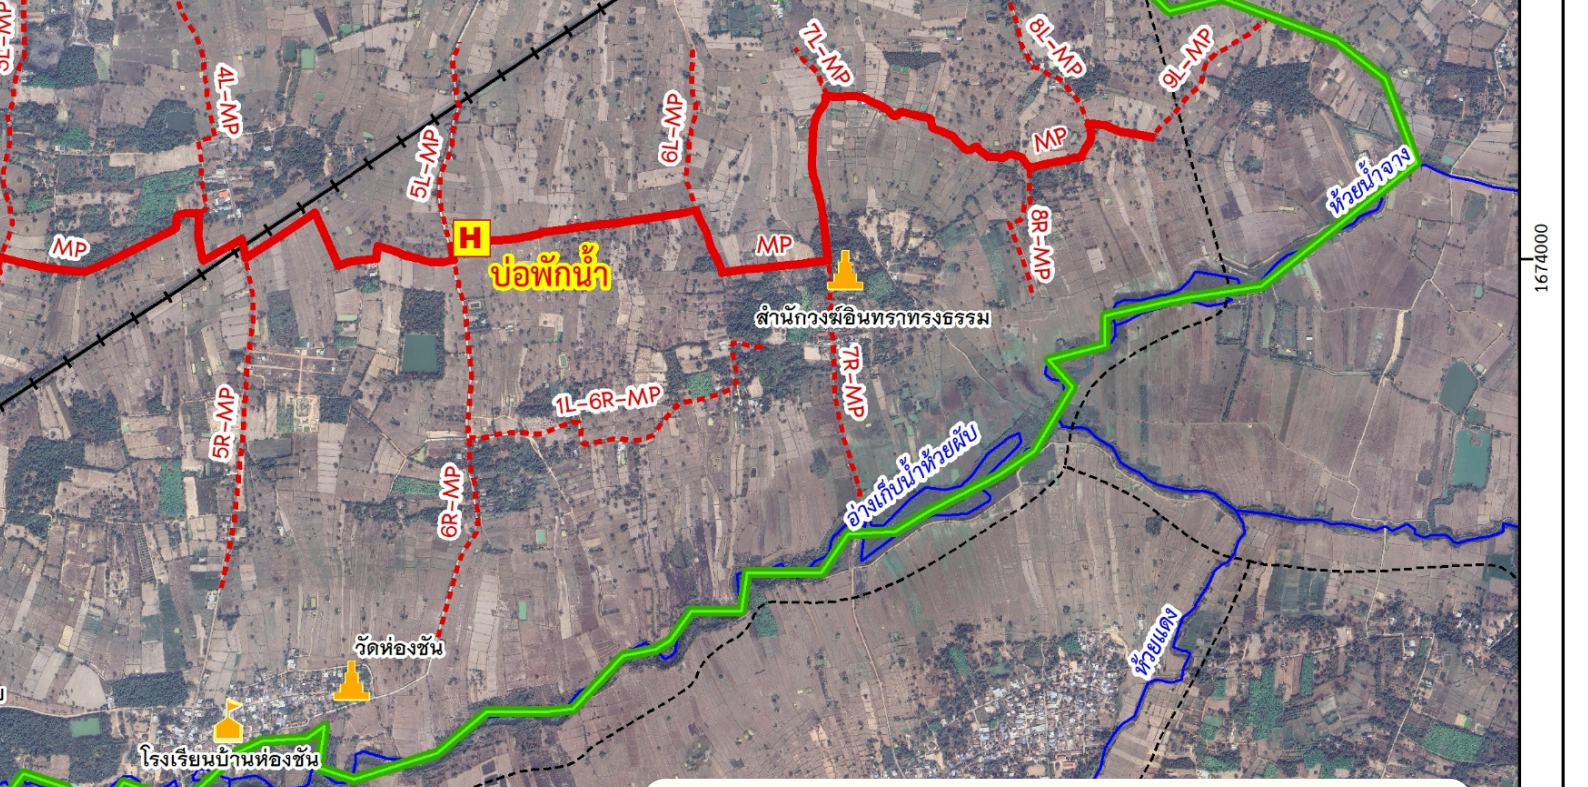 3L-MP
4L-MP
5L-MP
6L-MP
7L-MP
8L-MP
9L-MP
MP
MP
MP
H
บ่อพักน้ำ
สำนักวงฆ์อินทราทรงธรรม
8R-MP
7R-MP
1L-6R-MP
5R-MP
6R-MP
ห้วยน้ำจาง
อ่างเก็บน้ำห้วยผับ
ห้วยแดง
วัดห่องชัน
โรงเรียนบ้านห่องชัน
1674000